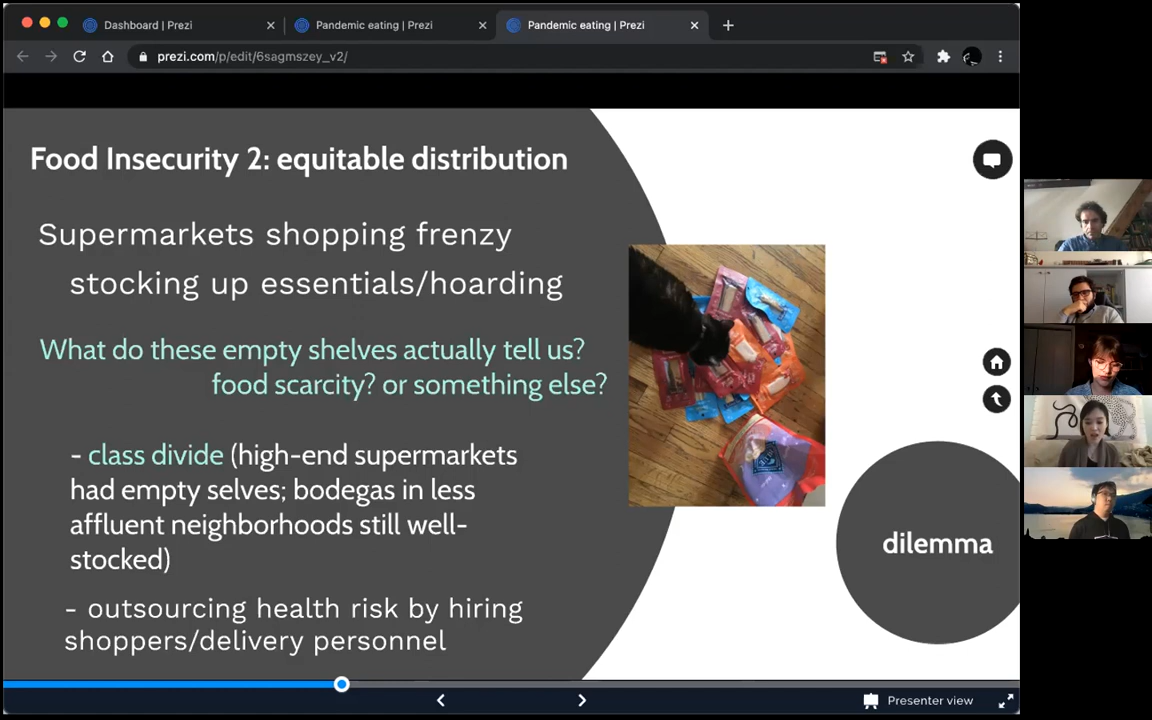 Dashboard | Prezi
Pandemic eating | Prezi
Pandemic eating | Prezi
prezi.com/p/edit/6sagmszey_v2/
Food Insecurity 2: equitable distribution
Supermarkets shopping frenzy
stocking up essentials/hoarding
What do these empty shelves actually tell us?
food scarcity? or something else?
- class divide (high-end supermarkets
had empty selves; bodegas in less
affluent neighborhoods still well-
stocked)
- outsourcing health risk by hiring
shoppers/delivery personnel
dilemma
Presenter view